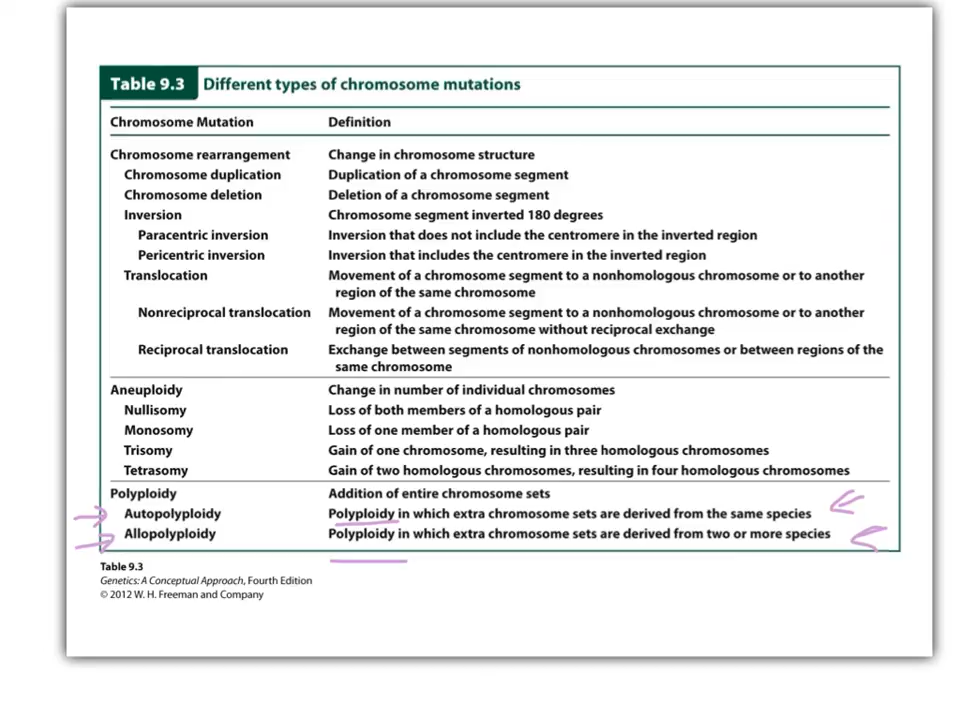 Table 9.3 Different types of chromosome mutations
Chromosome Mutation Definition
Chromosome rearrangement Change in chromosome structure
Chromosome duplication Duplication of a chromosome segment
Chromosome deletion Deletion of a chromosome segment
Inversion Chromosome segment inverted 180 degrees
Paracentric inversion Inversion that does not include the centromere in the inverted region
Pericentric inversion Inversion that includes the centromere in the inverted region
Translocation Movement of a chromosome segment to a nonhomologous chromosome or to another
region of the same chromosome
Nonreciprocal translocation Movement of a chromosome segment to a nonhomologous chromosome or to another
region of the same chromosome without reciprocal exchange
Reciprocal translocation Exchange between segments of nonhomologous chromosomes or between regions of the
same chromosome
Aneuploidy Change in number of individual chromosomes
Nullisomy Loss of both members of a homologous pair
Monosomy Loss of one member of a homologous pair
Trisomy Gain of one chromosome, resulting in three homologous chromosomes
Tetrasomy Gain of two homologous chromosomes, resulting in four homologous chromosomes
Polyploidy Addition of entire chromosome sets
Autopolyploidy Polyploidy in which extra chromosome sets are derived from the same species
Allopolyploidy Polyploidy in which extra chromosome sets are derived from two or more species
Table 9.3
Genetics: A Conceptual Approach, Fourth Edition
© 2012 W. H. Freeman and Company